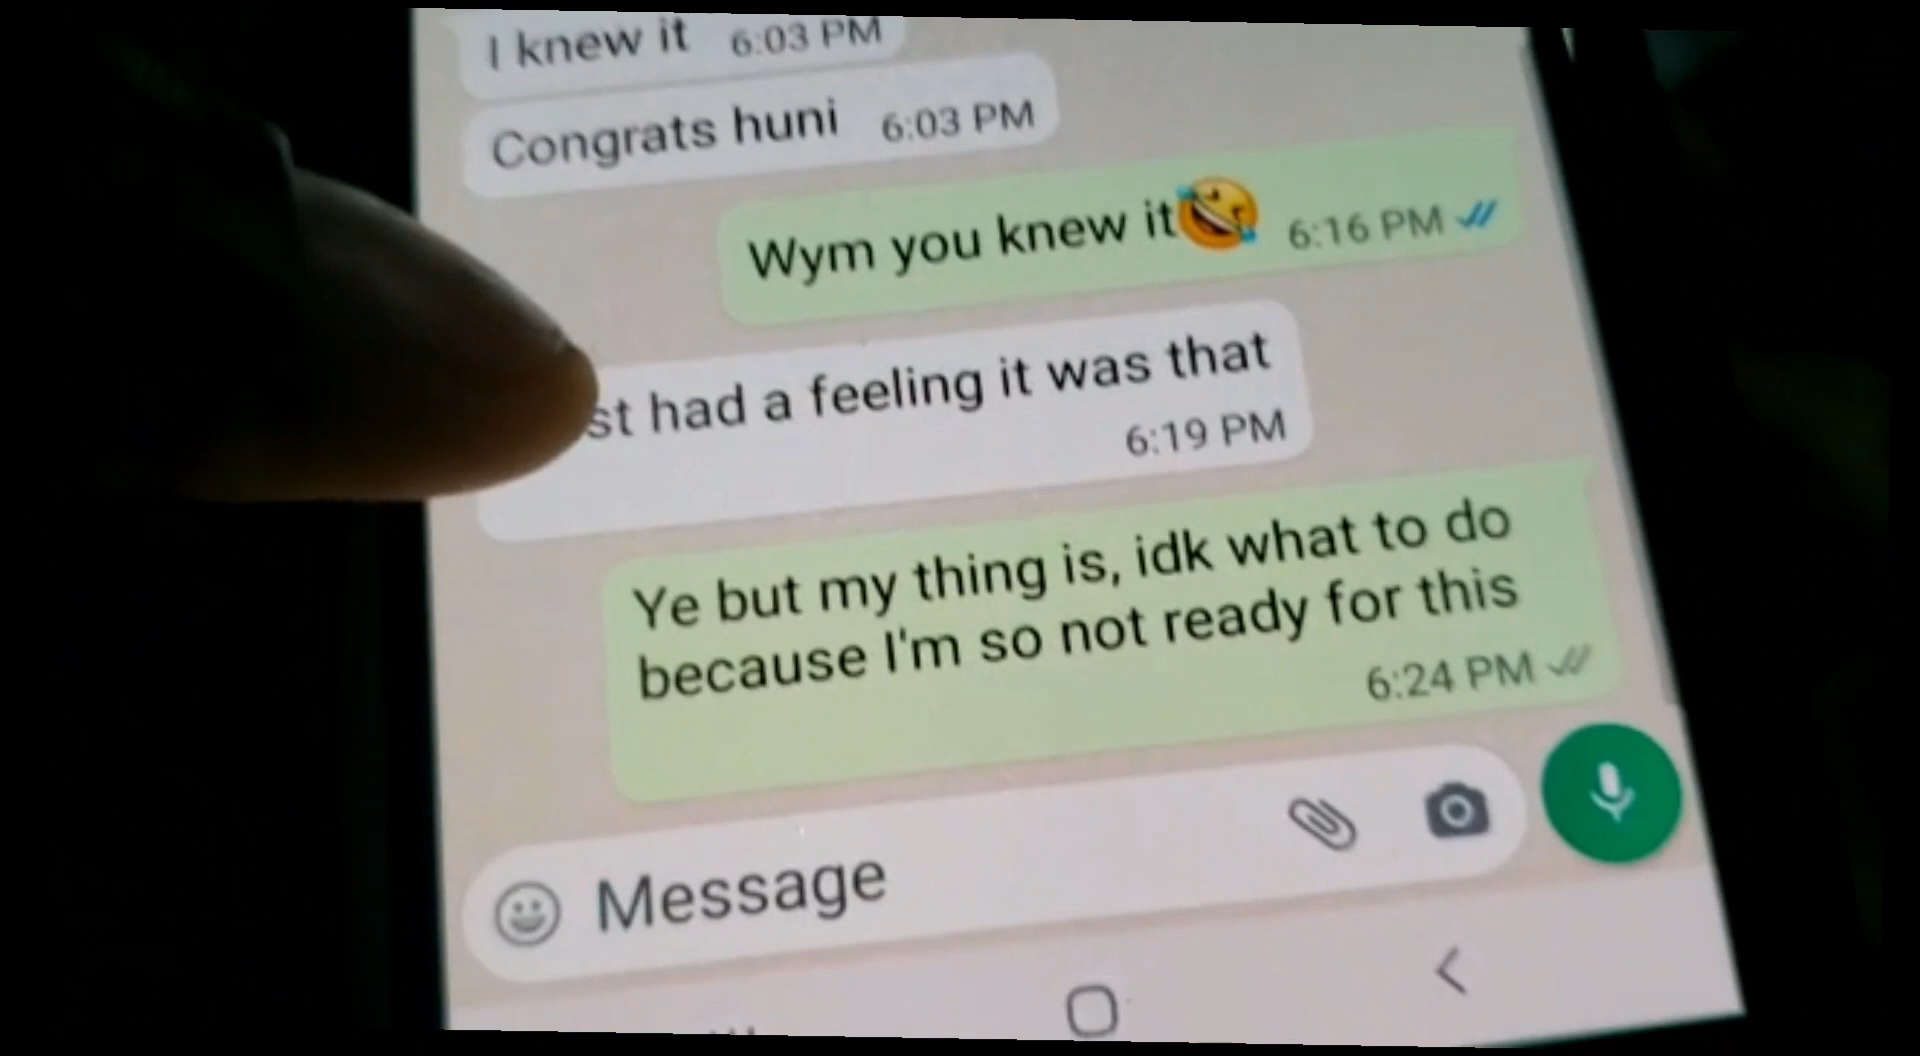 I knew it 6:03 PM
Congrats huni 6:03 PM
Wym you knew it🤣 6:16 PM
had a feeling it was that
6:19 PM
Ye but my thing is, idk what to do
because I'm so not ready for this
6:24 PM
Message